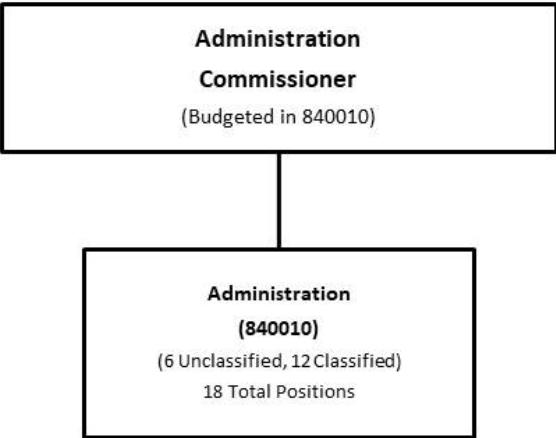 Administration
Commissioner
(Budgeted in 840010)
Administration
(840010)
(6 Unclassified, 12 Classified)
18 Total Positions